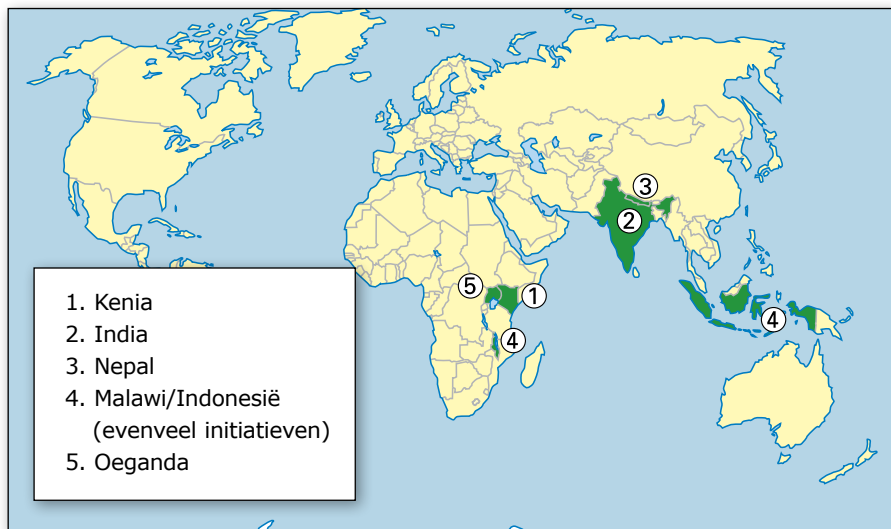 3
2
5
1
4
4
1. Kenia
2. India
3. Nepal
4. Malawi/Indonesië
(evenveel initiatieven)
5. Oeganda